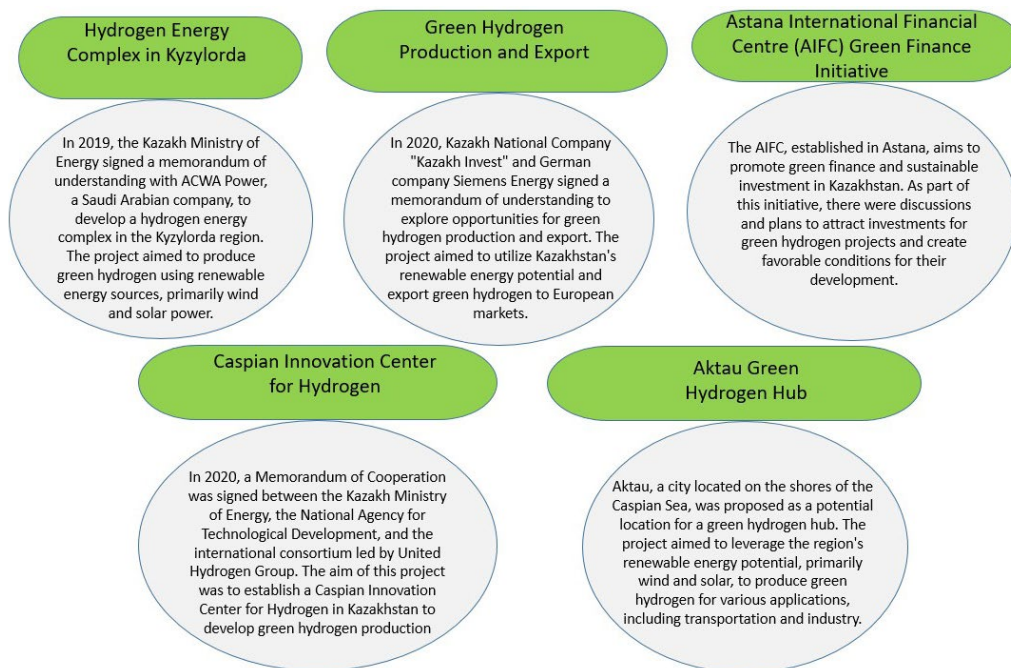 Hydrogen Energy
Complex in Kyzylorda
In 2019, the Kazakh Ministry of
Energy signed a memorandum of
understanding with ACWA Power,
a Saudi Arabian company, to
develop a hydrogen energy
complex in the Kyzylorda region.
The project aimed to produce
green hydrogen using renewable
energy sources, primarily wind
and solar power.
Green Hydrogen
Production and Export
In 2020, Kazakh National Company
"Kazakh Invest" and German
company Siemens Energy signed a
memorandum of understanding to
explore opportunities for green
hydrogen production and export. The
project aimed to utilize Kazakhstan's
renewable energy potential and
export green hydrogen to European
markets.
Astana International Financial
Centre (AIFC) Green Finance
Initiative
The AIFC, established in Astana, aims to
promote green finance and sustainable
investment in Kazakhstan. As part of
this initiative, there were discussions
and plans to attract investments for
green hydrogen projects and create
favorable conditions for their
development.
Caspian Innovation Center
for Hydrogen
In 2020, a Memorandum of Cooperation
was signed between the Kazakh Ministry
of Energy, the National Agency for
Technological Development, and the
international consortium led by United
Hydrogen Group. The aim of this project
was to establish a Caspian Innovation
Center for Hydrogen in Kazakhstan to
develop green hydrogen production
Aktau Green
Hydrogen Hub
Aktau, a city located on the shores of the
Caspian Sea, was proposed as a potential
location for a green hydrogen hub. The
project aimed to leverage the region's
renewable energy potential, primarily
wind and solar, to produce green
hydrogen for various applications,
including transportation and industry.